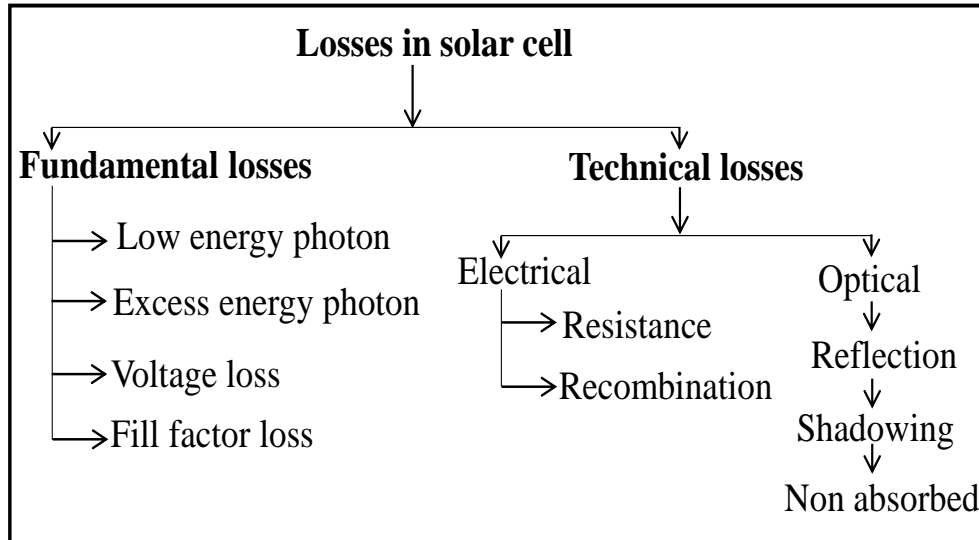 Losses in solar cell
Fundamental losses
Low energy photon
Excess energy photon
Voltage loss
Fill factor loss
Technical losses
Electrical
Resistance
Recombination
Optical
Reflection
Shadowing
Non absorbed